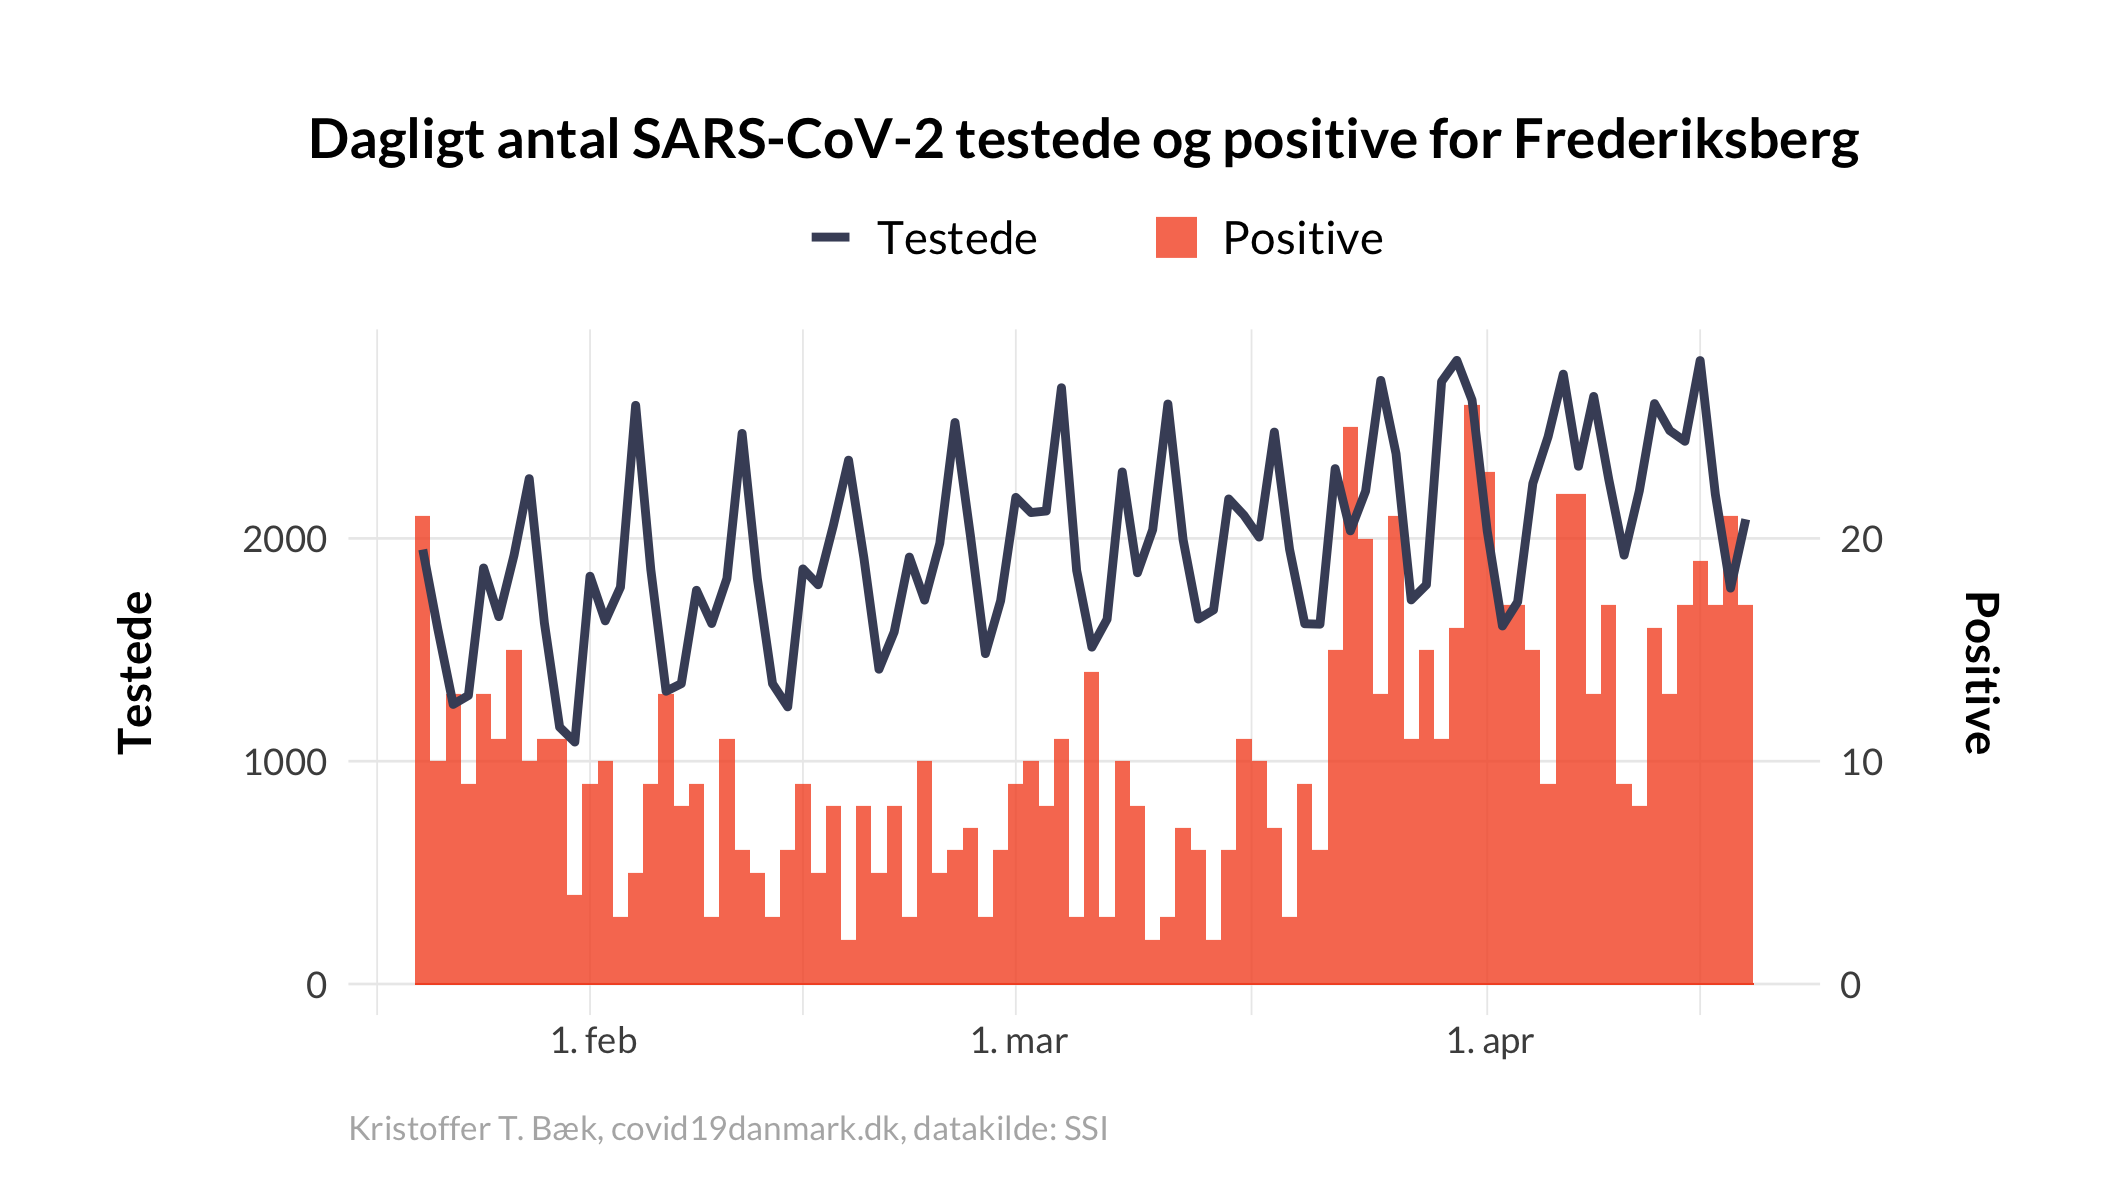 Dagligt antal SARS-CoV-2 testede og positive for Frederiksberg
Testede
Positive
2000
1000
0
20
10
0
Testede
Positive
1. feb
1. mar
1. apr
Kristoffer T. Bæk, covid19danmark.dk, datakilde: SSI